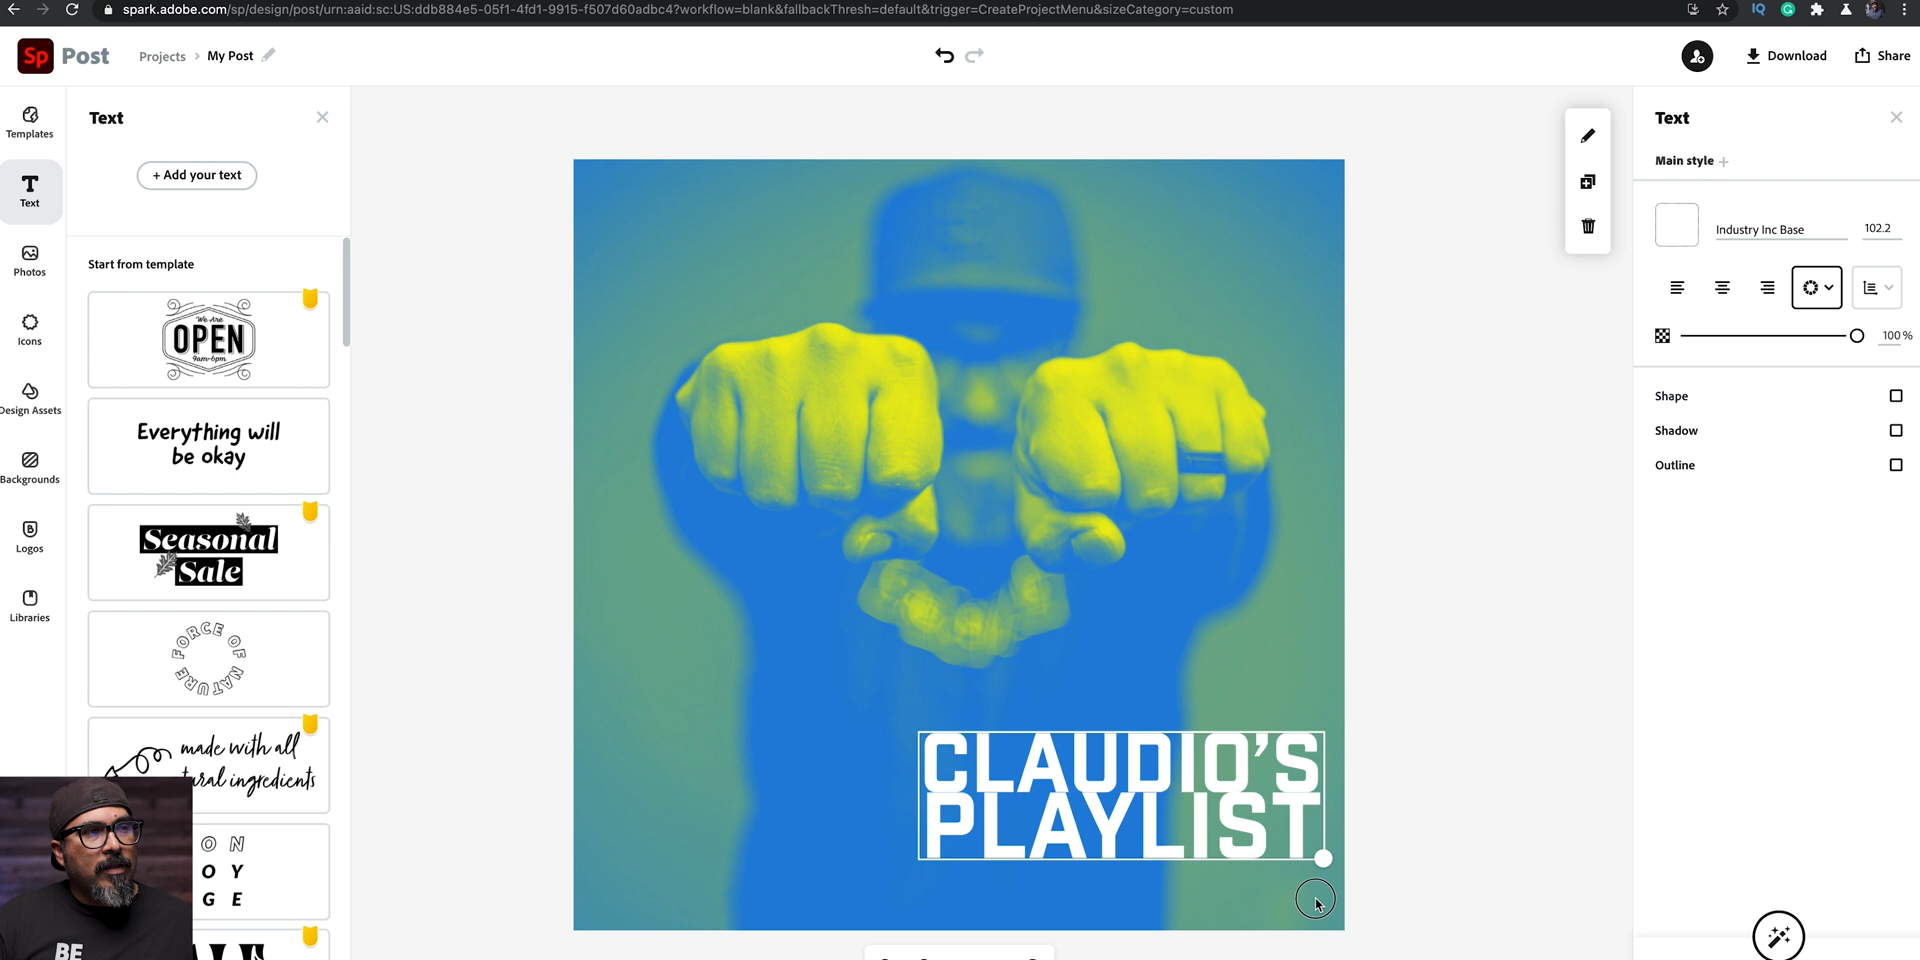 spark.adobe.com/sp/design/post/urn:aaid:sc:US:ddb884e5-05f1-4fd1-9915-f507d60adbc4?workflow=blank&fallbackThresh=default&trigger=CreateProjectMenu&sizeCategory=custom
IQ
Sp Post
Projects > My Post
Download
Share
Templates
Text
Photos
Icons
Design Assets
Backgrounds
Logos
Libraries
Text
+ Add your text
Start from template
We Are
OPEN
9am-6pm
Everything will
be okay
Seasonal
Sale
FORCE OF NATURE
made with all
ural ingredients
O N
O Y
G E
BE
CLAUDIO'S
PLAYLIST
Text
Main style +
Industry Inc Base
102.2
100 %
Shape
Shadow
Outline